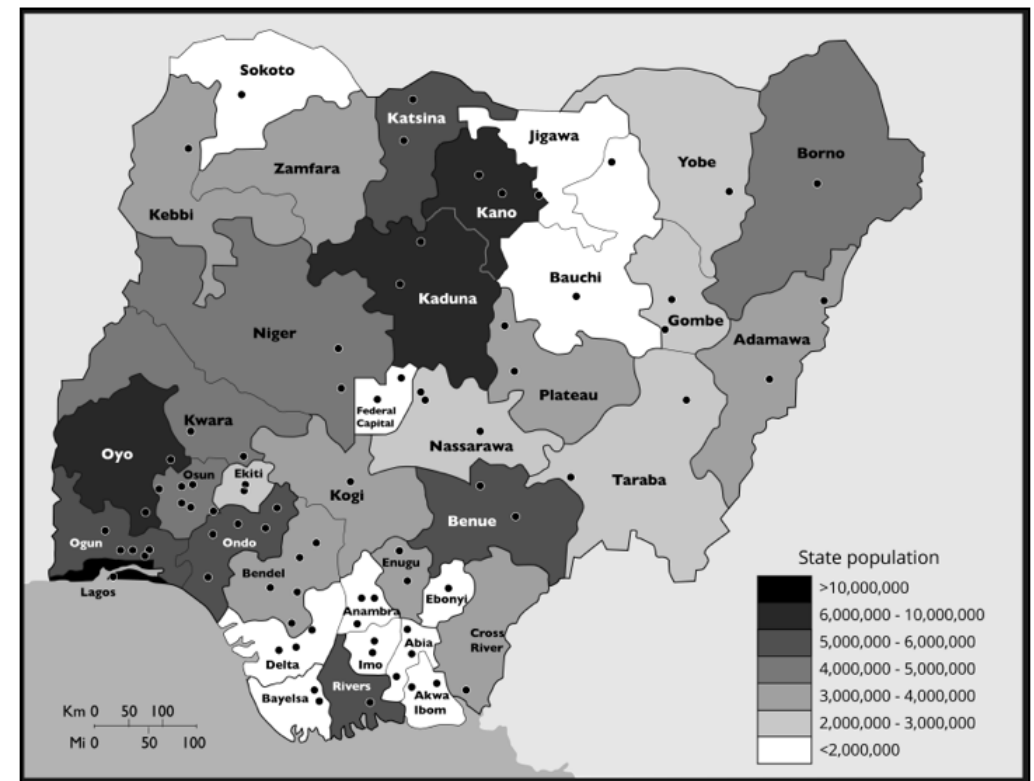 Sokoto
Katsina
Jigawa
Zamfara
Yobe
Borno
Kebbi
Kano
Bauchi
Kaduna
Niger
Gombe
Adamawa
Plateau
Federal
Capital
Kwara
Nassarawa
Oyo
Osun
Ekiti
Kogi
Taraba
Benue
Ogun
Ondo
Enugu
Bendel
Lagos
Anambra
Ebonyi
Cross
River
Abia
Delta
Imo
Rivers
Bayelsa
Akwa
Ibom
State population
>10,000,000
6,000,000 - 10,000,000
5,000,000 - 6,000,000
4,000,000 - 5,000,000
3,000,000 - 4,000,000
2,000,000 - 3,000,000
<2,000,000
Km 0 50 100
Mi 0 50 100